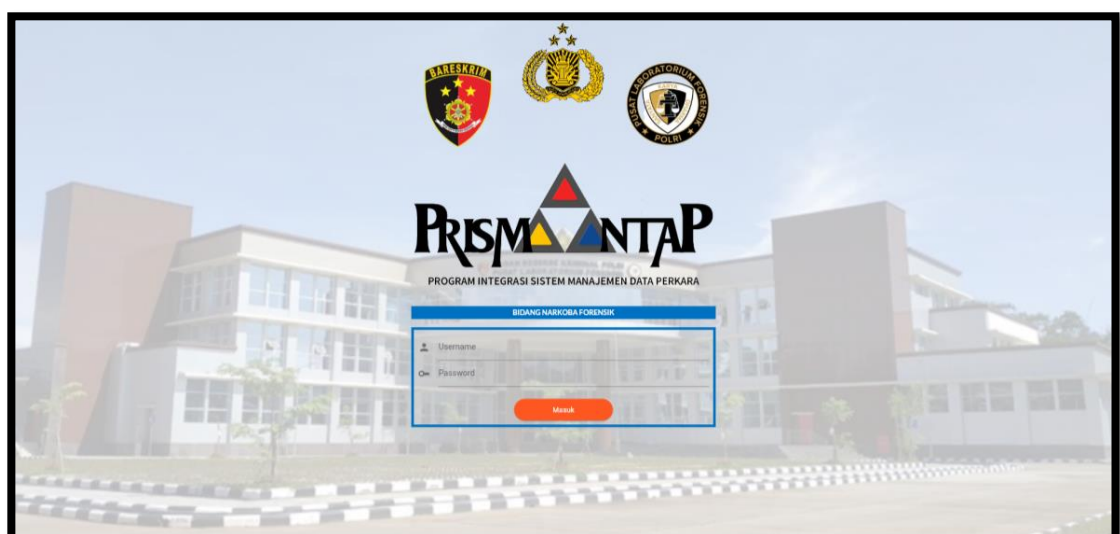 BARESKRIM
PUSAT LABORATORIUM FORENSIK
POLRI
PRISMANTAP
PROGRAM INTEGRASI SISTEM MANAJEMEN DATA PERKARA
BIDANG NARKOBA FORENSIK
Username
Password
Masuk